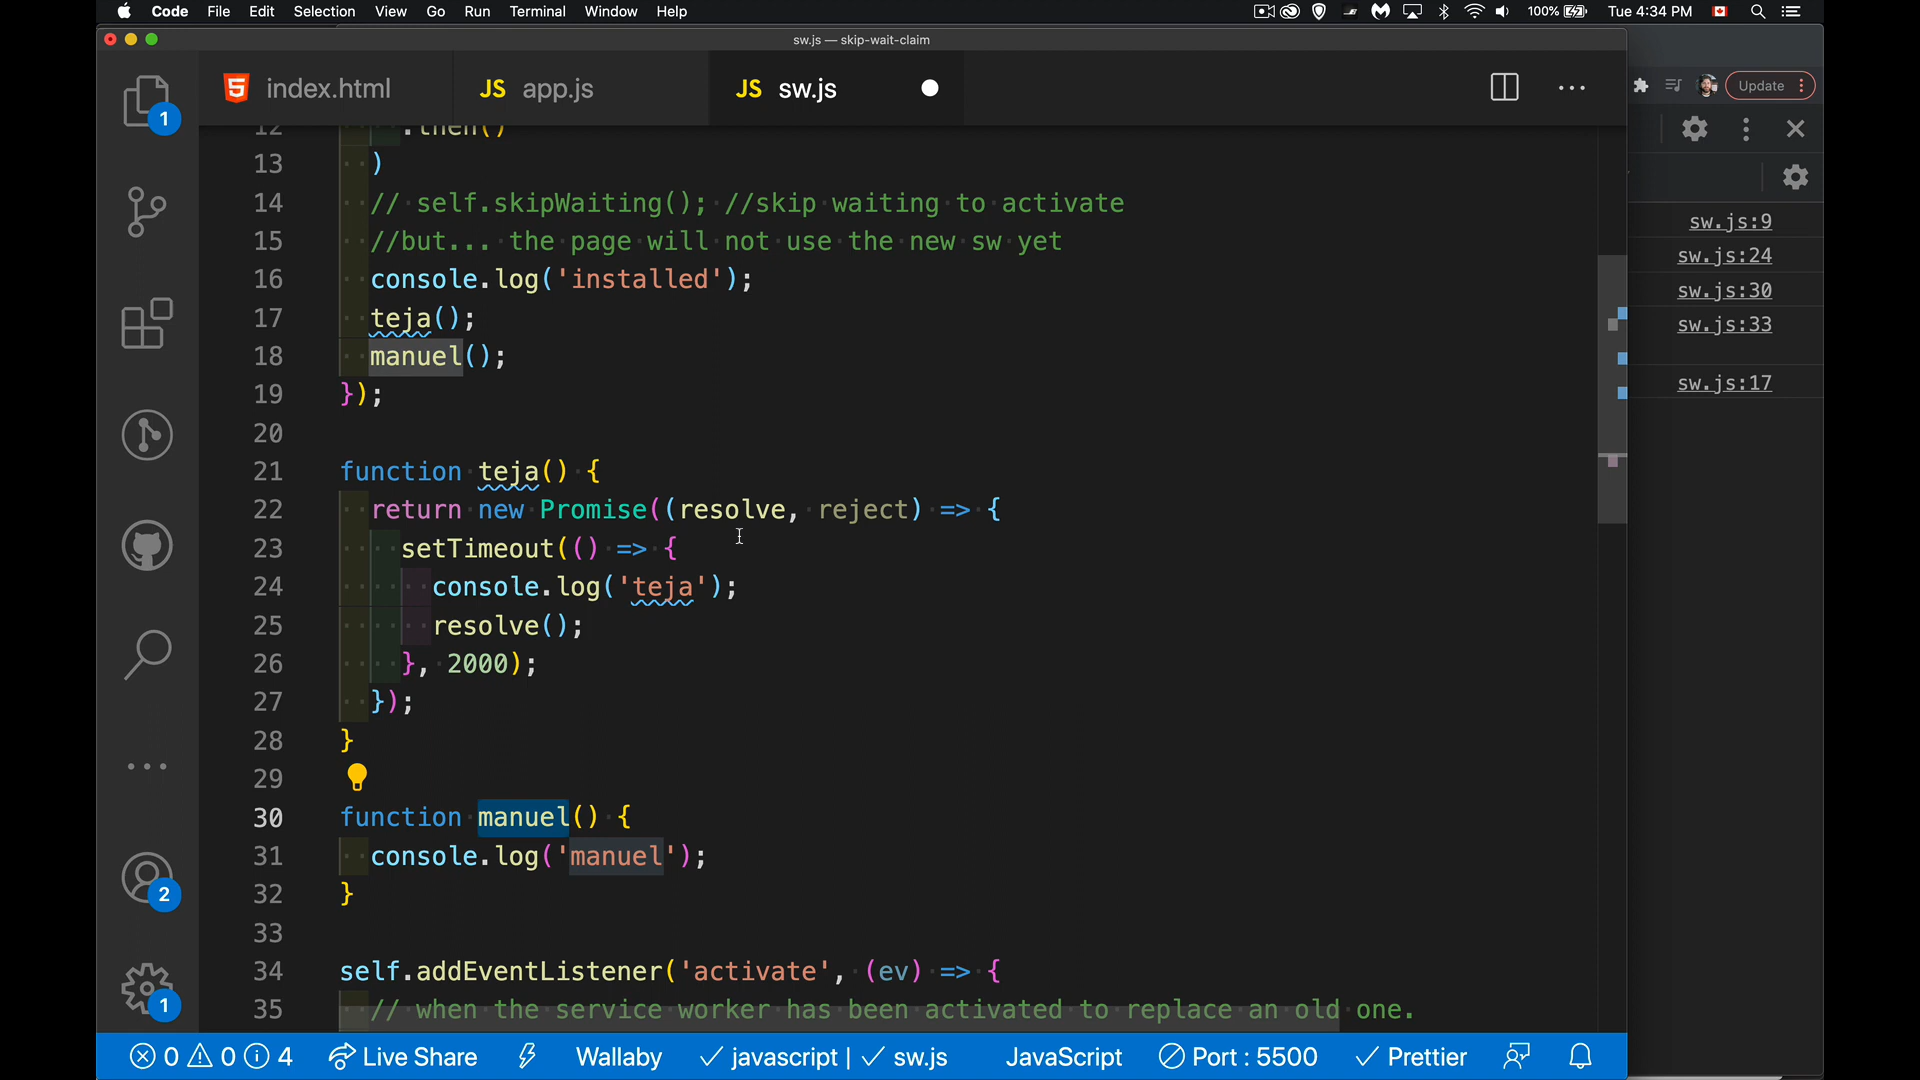 Code File Edit Selection View Go Run Terminal Window Help 100% Tue 4:34 PM
sw.js — skip-wait-claim
index.html JS app.js JS sw.js
Update
12 .then()
13 )
14 // self.skipWaiting(); //skip waiting to activate
15 //but... the page will not use the new sw yet
16 console.log('installed');
17 teja();
18 manuel();
19 });
20
21 function teja() {
22 return new Promise((resolve, reject) => {
23 setTimeout(() => {
24 console.log('teja');
25 resolve();
26 }, 2000);
27 });
28 }
29
30 function manuel() {
31 console.log('manuel');
32 }
33
34 self.addEventListener('activate', (ev) => {
35 // when the service worker has been activated to replace an old one.
sw.js:9
sw.js:24
sw.js:30
sw.js:33
sw.js:17
1
2
1
0 0 4 Live Share Wallaby javascript | sw.js JavaScript Port : 5500 Prettier